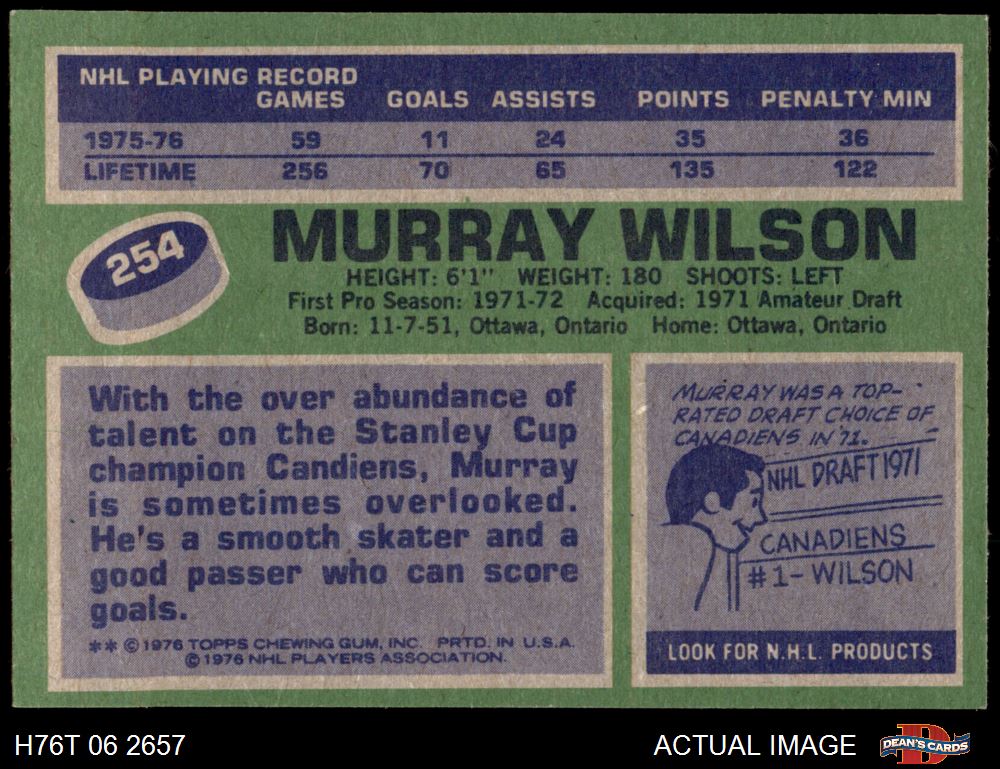 NHL PLAYING RECORD
GAMES GOALS ASSISTS POINTS PENALTY MIN
1975-76 59 11 24 35 36
LIFETIME 256 70 65 135 122
254
MURRAY WILSON
HEIGHT: 6'1" WEIGHT: 180 SHOOTS: LEFT
First Pro Season: 1971-72 Acquired: 1971 Amateur Draft
Born: 11-7-51, Ottawa, Ontario Home: Ottawa, Ontario
With the over abundance of
talent on the Stanley Cup
champion Candiens, Murray
is sometimes overlooked.
He's a smooth skater and a
good passer who can score
goals.
** © 1976 TOPPS CHEWING GUM, INC. PRTD. IN U.S.A.
© 1976 NHL PLAYERS ASSOCIATION.
MURRAY WAS A TOP-
RATED DRAFT CHOICE OF
CANADIENS IN '71.
NHL DRAFT 1971
CANADIENS
#1-WILSON
LOOK FOR N.H.L. PRODUCTS
H76T 06 2657
ACTUAL IMAGE
DEAN'S CARDS